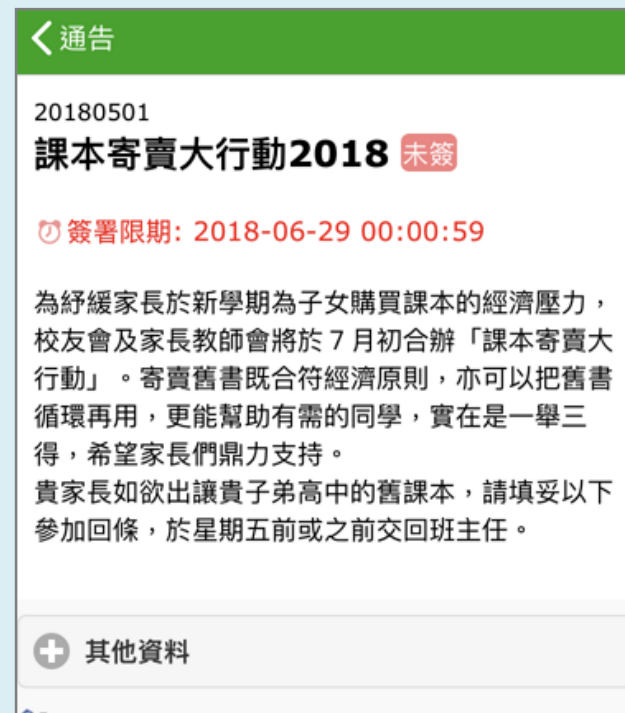 通告
20180501
課本寄賣大行動2018 未簽
簽署限期: 2018-06-29 00:00:59
為紓緩家長於新學期為子女購買課本的經濟壓力，
校友會及家長教師會將於７月初合辦「課本寄賣大
行動」。寄賣舊書既合符經濟原則，亦可以把舊書
循環再用，更能幫助有需的同學，實在是一舉三
得，希望家長們鼎力支持。
貴家長如欲出讓貴子弟高中的舊課本，請填妥以下
參加回條，於星期五前或之前交回班主任。
其他資料